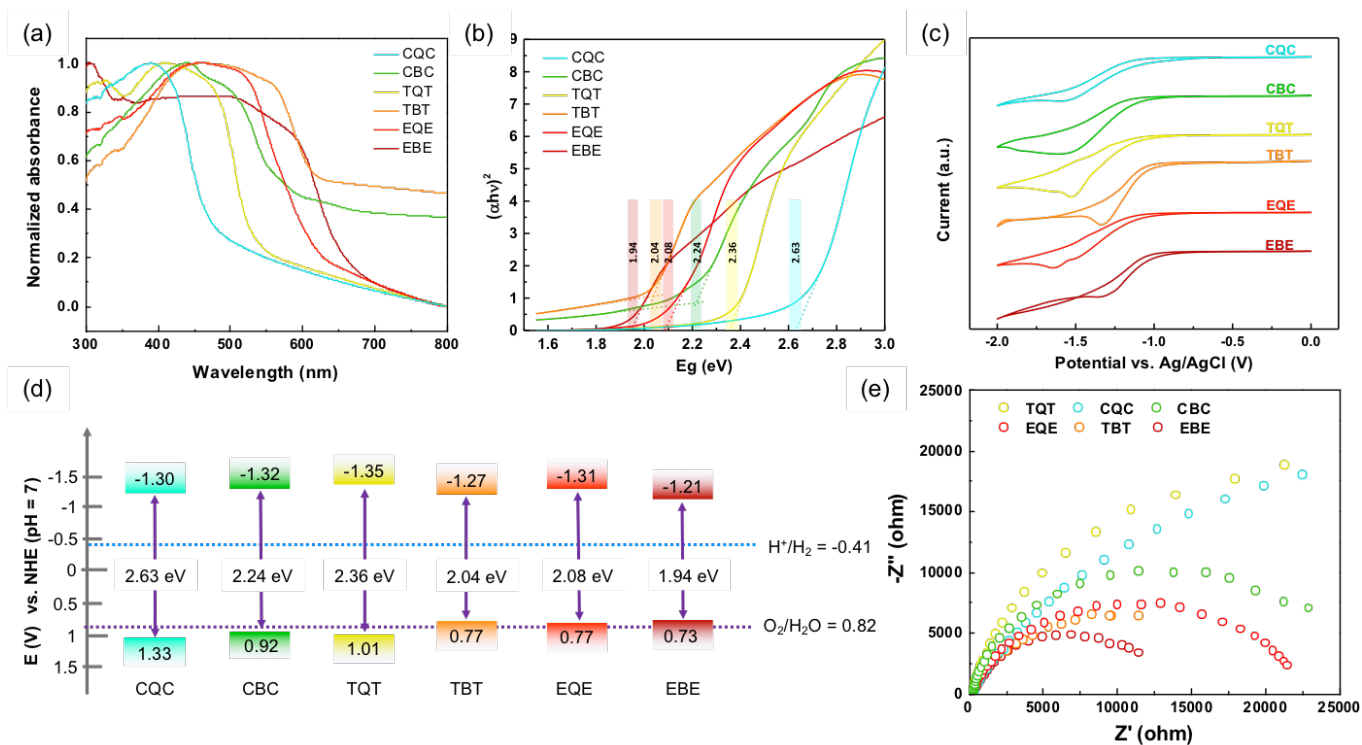 (a)
Normalized absorbance
1.0
0.8
0.6
0.4
0.2
0.0
300 400 500 600 700 800
Wavelength (nm)
CQC
CBC
TQT
TBT
EQE
EBE
(b)
(αhν)²
9
8
7
6
5
4
3
2
1
0
1.6 1.8 2.0 2.2 2.4 2.6 2.8 3.0
Eg (eV)
CQC
CBC
TQT
TBT
EQE
EBE
1.94
2.04
2.08
2.24
2.36
2.63
(c)
Current (a.u.)
CQC
CBC
TQT
TBT
EQE
EBE
-2.0 -1.5 -1.0 -0.5 0.0
Potential vs. Ag/AgCl (V)
(d)
E (V) vs. NHE (pH = 7)
-1.5
-1
-0.5
0
0.5
1
1.5
-1.30 -1.32 -1.35 -1.27 -1.31 -1.21
H⁺/H₂ = -0.41
2.63 eV 2.24 eV 2.36 eV 2.04 eV 2.08 eV 1.94 eV
O₂/H₂O = 0.82
1.33 0.92 1.01 0.77 0.77 0.73
CQC CBC TQT TBT EQE EBE
(e)
-Z" (ohm)
25000
20000
15000
10000
5000
0
TQT CQC CBC
EQE TBT EBE
0 5000 10000 15000 20000 25000
Z' (ohm)